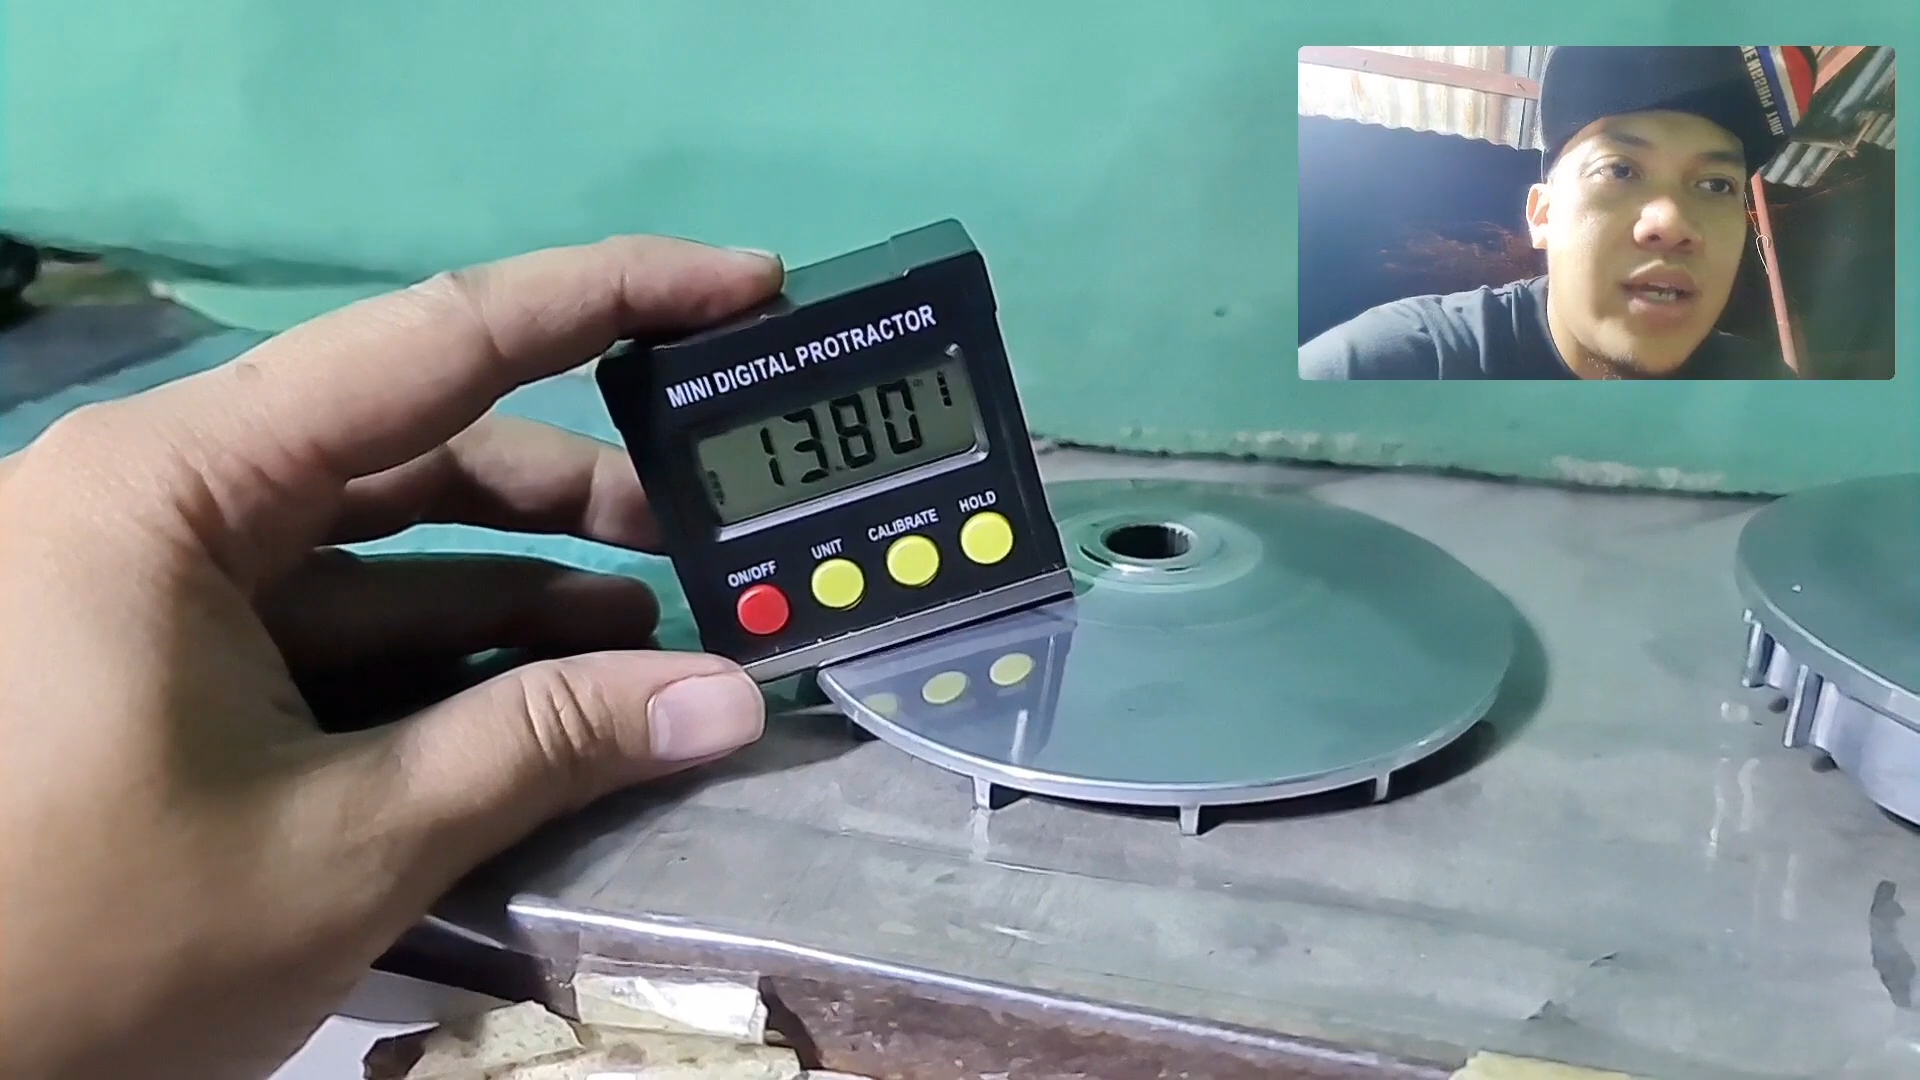 MINI DIGITAL PROTRACTOR
13.80
ON/OFF
UNIT
CALIBRATE
HOLD